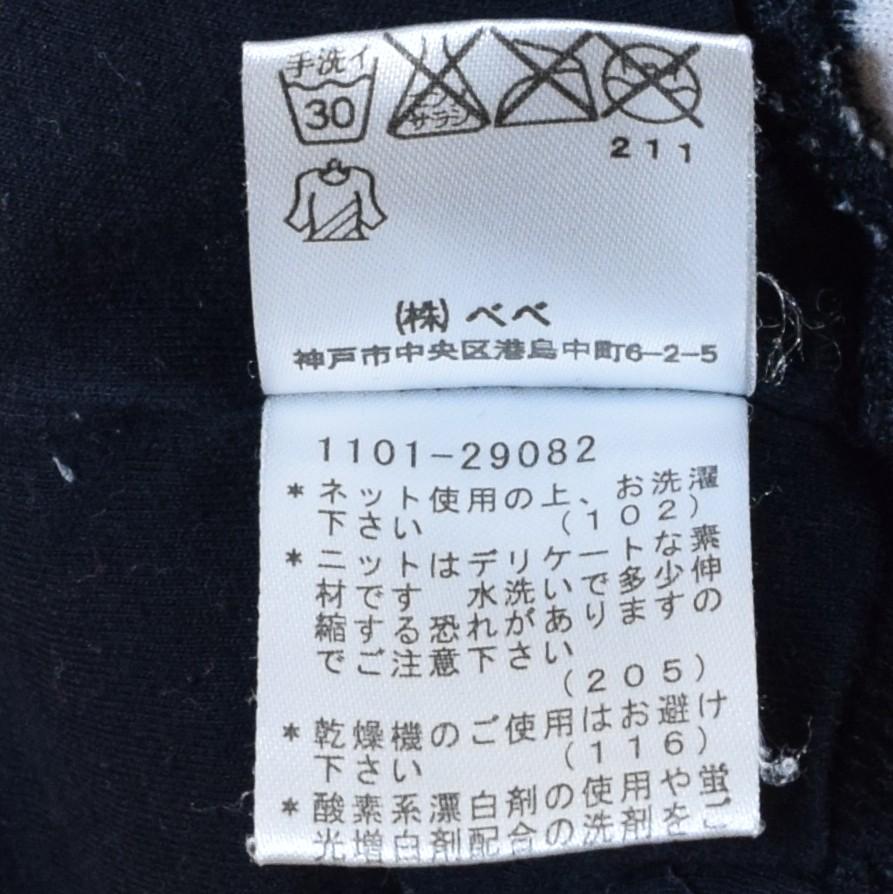 手洗イ
30
エンソ
サラシ
211
(株) べべ
神戸市中央区港島中町6-2-5
1101-29082
* ネット使用の上、お洗濯
下さい (102)
* ニットはデリケートな素
材です 水洗いで多少伸
縮する恐れがあります の
でご注意下さい
(205)
* 乾燥機のご使用はお避け
下さい (116)
* 酸素系漂白剤の使用や蛍
光増白剤配合の洗剤をご